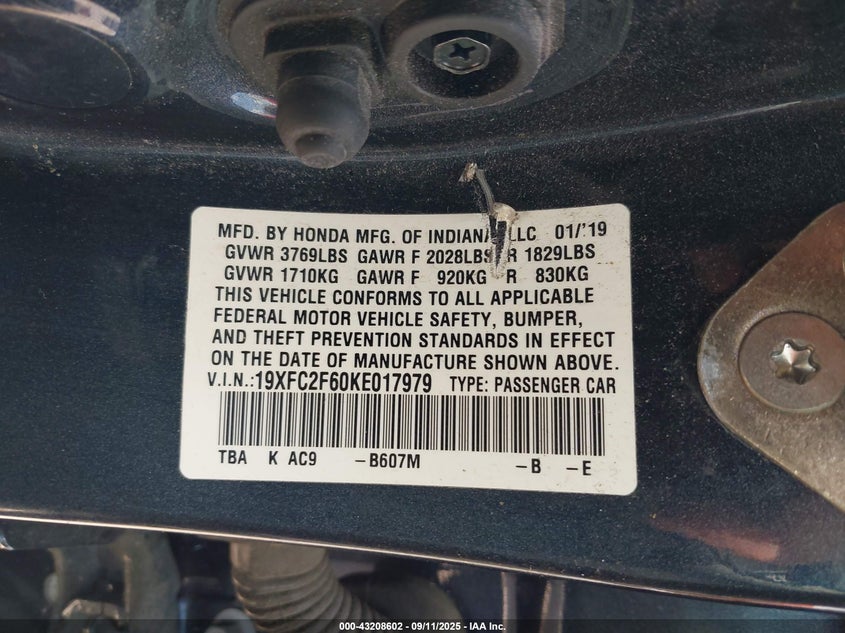 MFD. BY HONDA MFG. OF INDIANA LLC 01/'19
GVWR 3769LBS GAWR F 2028LBS R 1829LBS
GVWR 1710KG GAWR F 920KG R 830KG
THIS VEHICLE CONFORMS TO ALL APPLICABLE
FEDERAL MOTOR VEHICLE SAFETY, BUMPER,
AND THEFT PREVENTION STANDARDS IN EFFECT
ON THE DATE OF MANUFACTURE SHOWN ABOVE.
V.I.N.:19XFC2F60KE017979 TYPE: PASSENGER CAR
TBA K AC9 -B607M -B -E
000-43208602 - 09/11/2025 - IAA Inc.